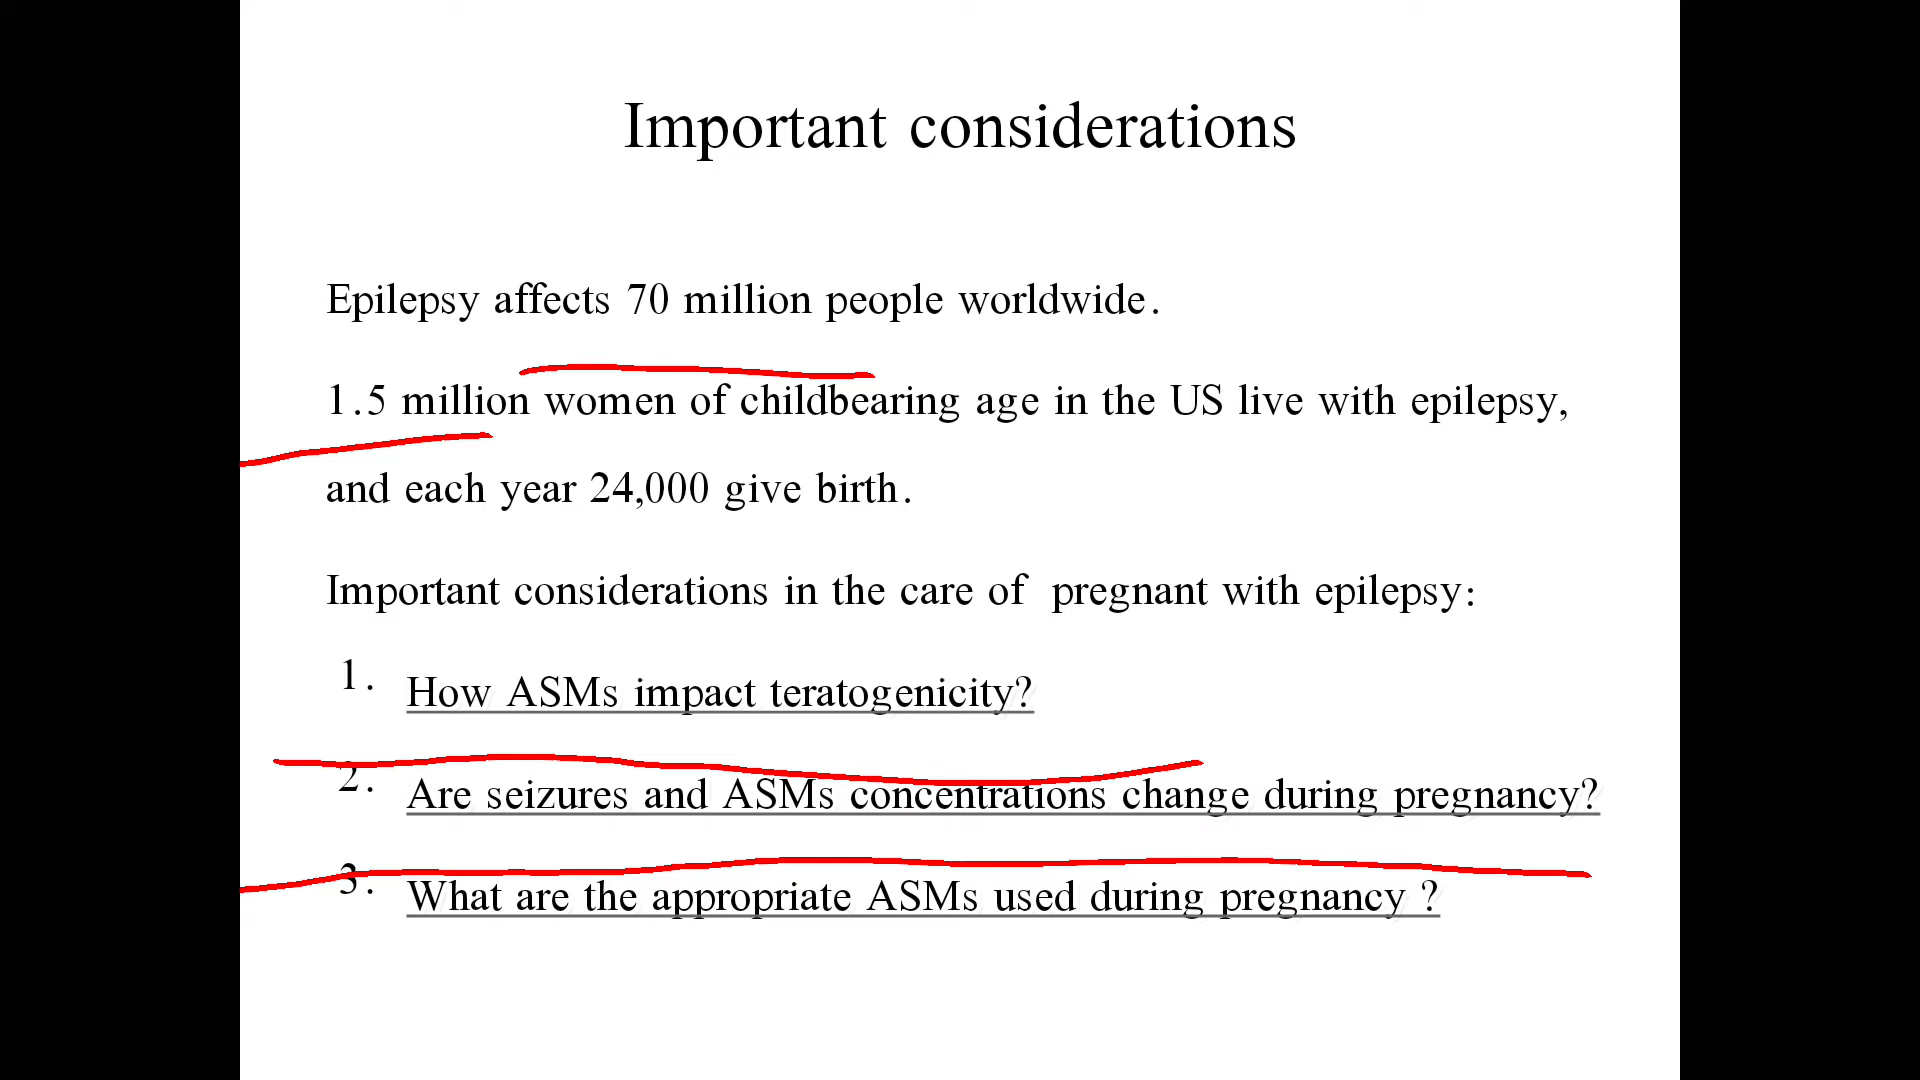 Important considerations
Epilepsy affects 70 million people worldwide.
1.5 million women of childbearing age in the US live with epilepsy,
and each year 24,000 give birth.
Important considerations in the care of pregnant with epilepsy:
1. How ASMs impact teratogenicity?
2. Are seizures and ASMs concentrations change during pregnancy?
3. What are the appropriate ASMs used during pregnancy ?